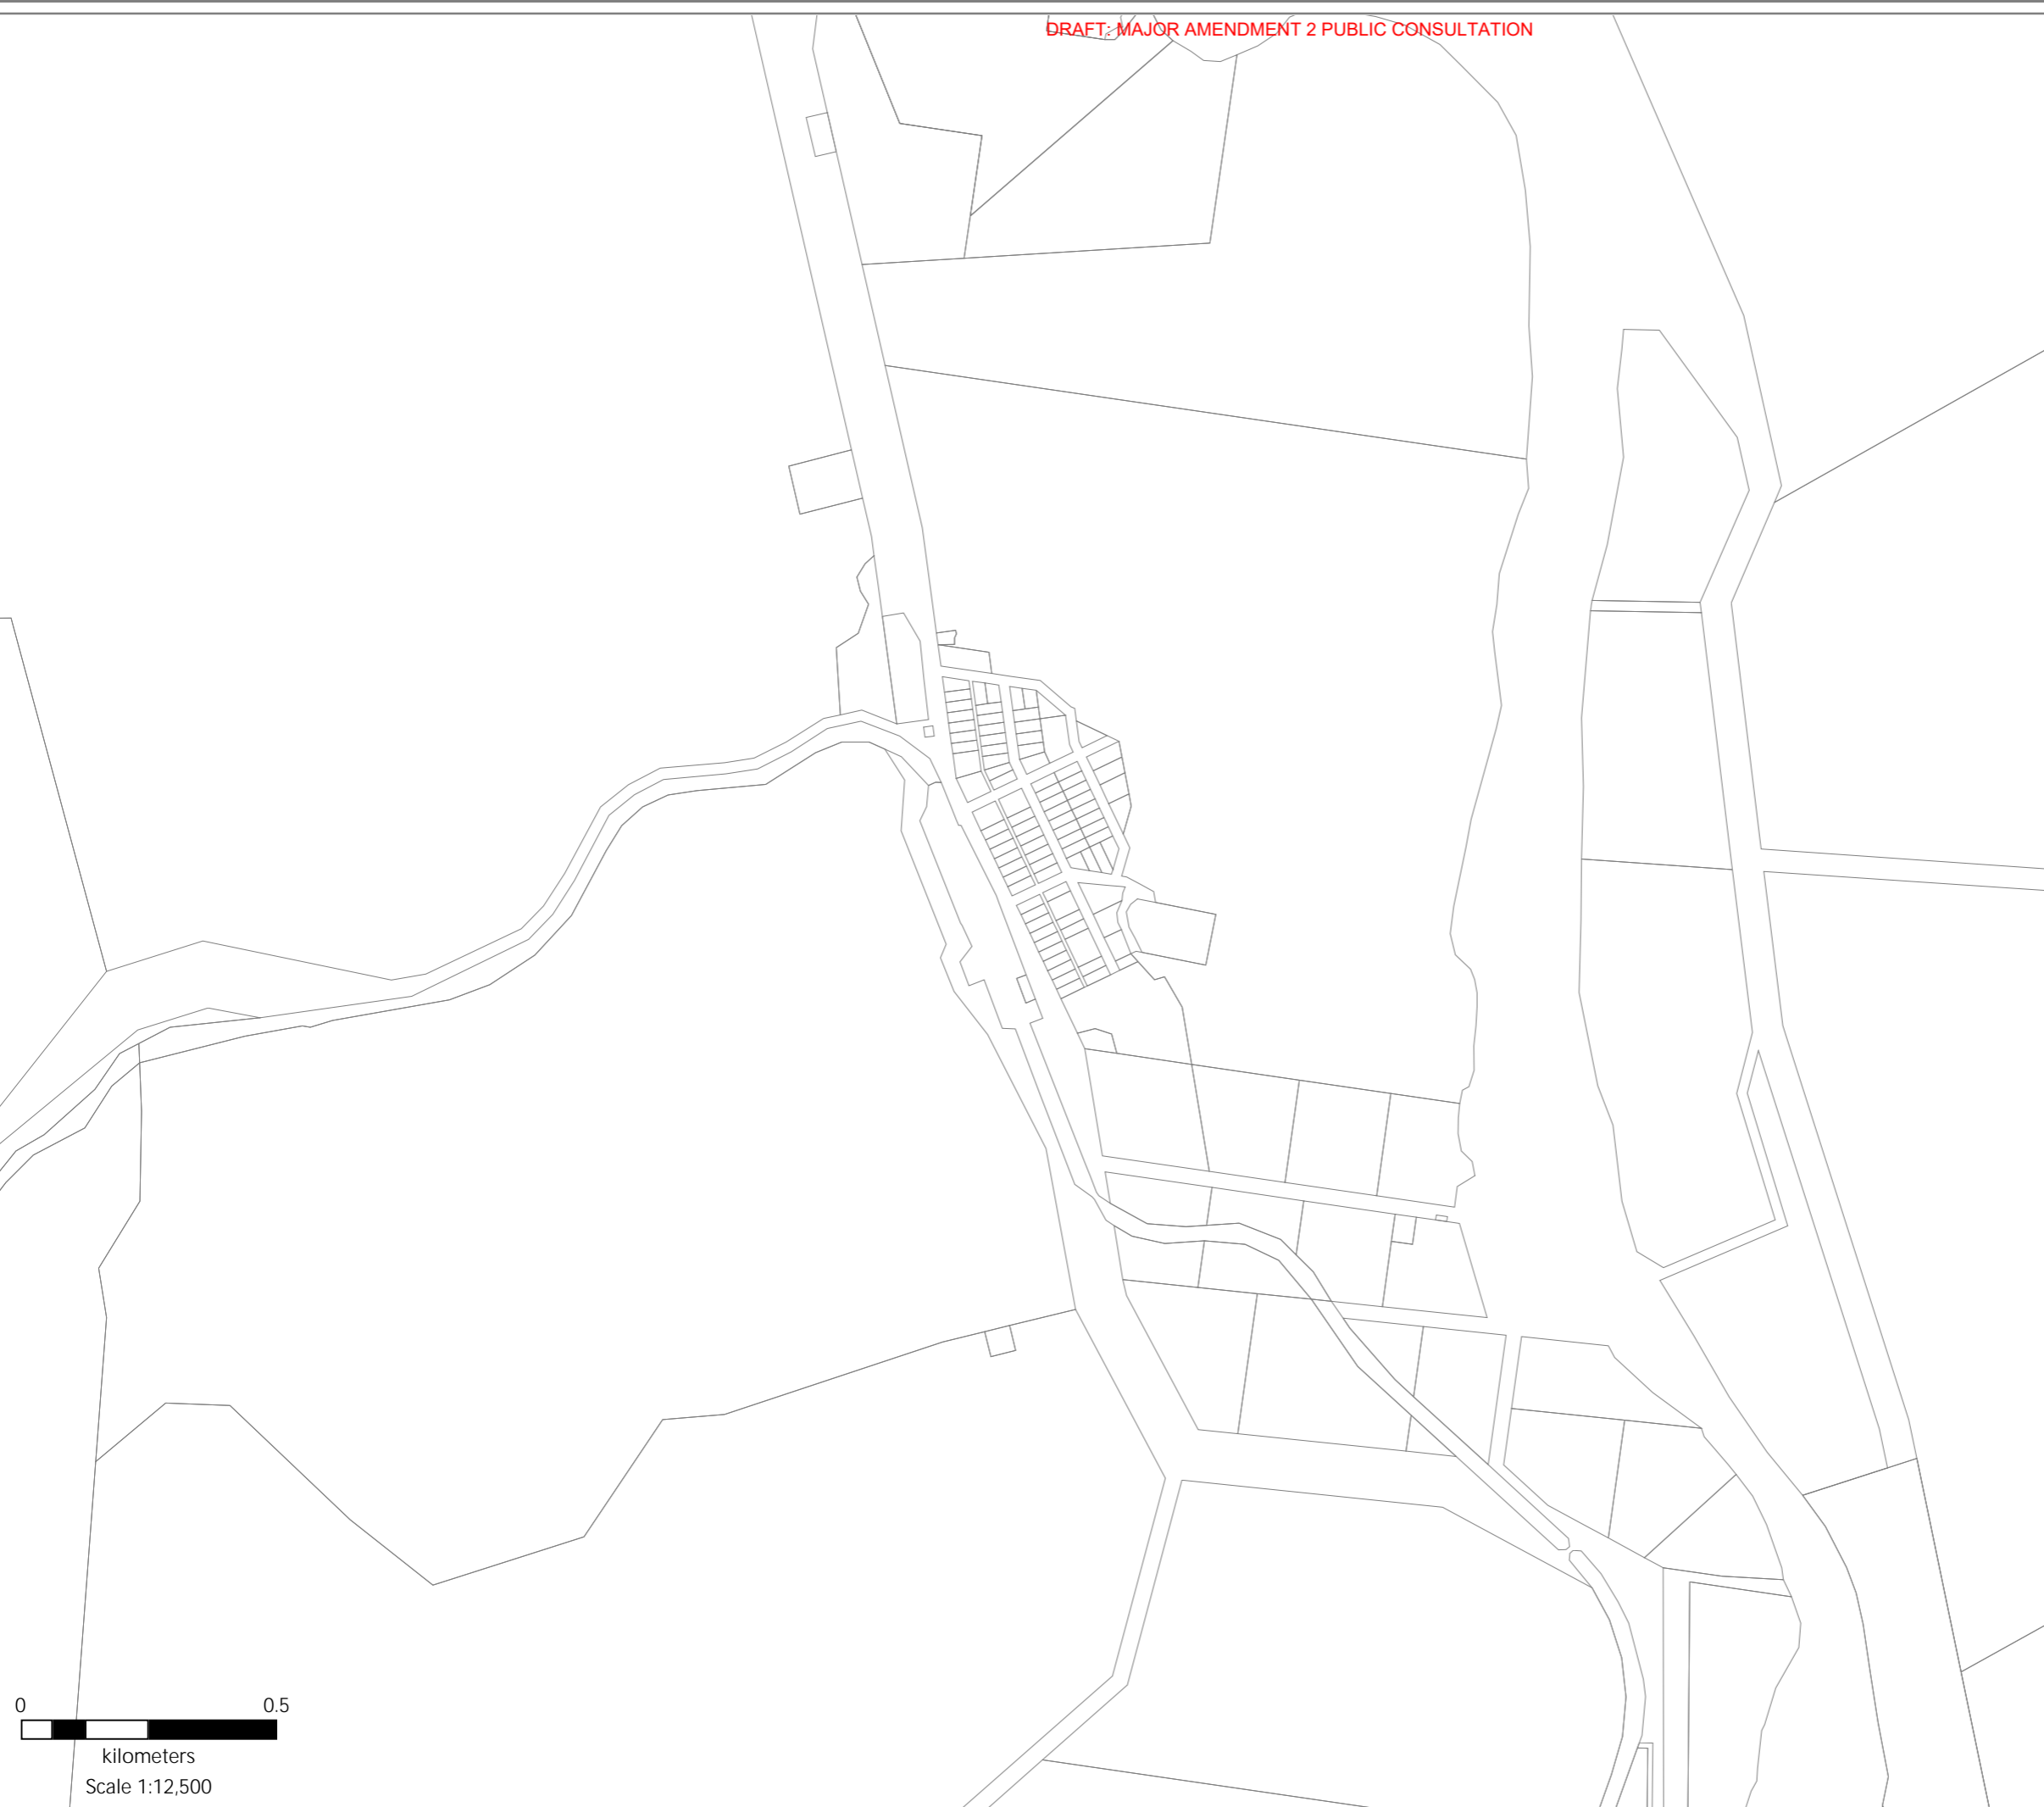 DRAFT: MAJOR AMENDMENT 2 PUBLIC CONSULTATION
0 0.5
kilometers
Scale 1:12,500